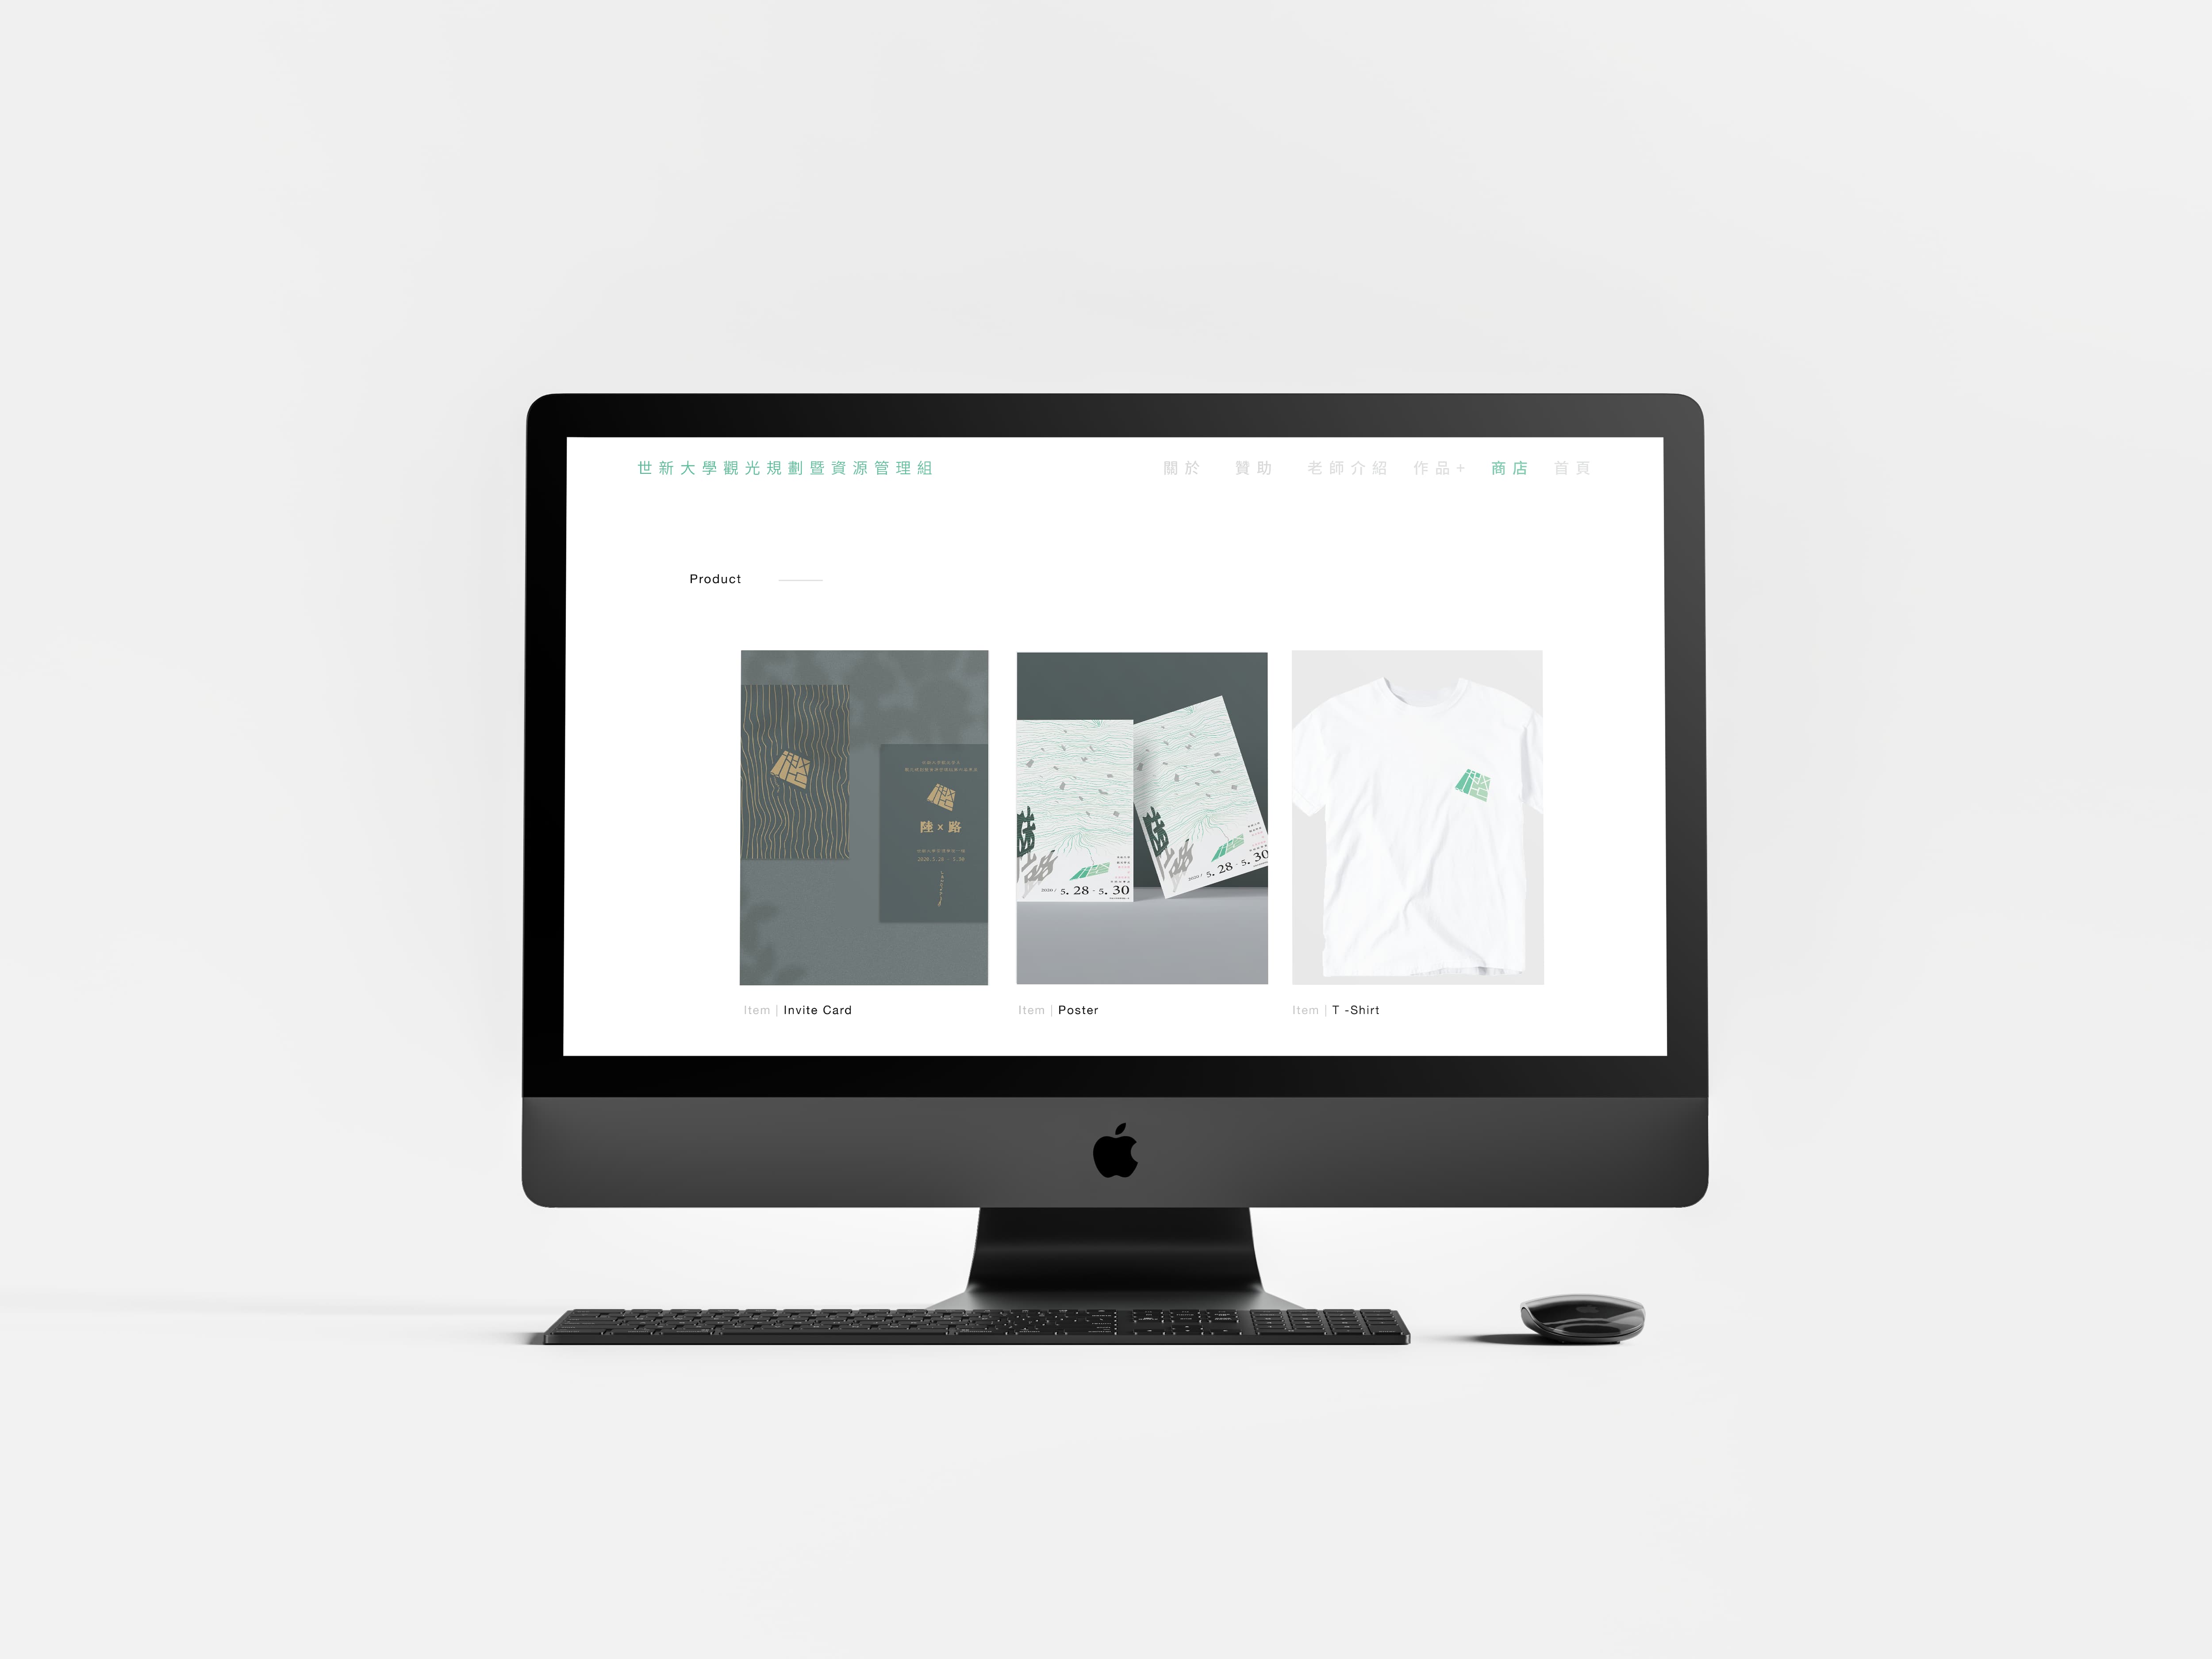 世新大學觀光規劃暨資源管理組
關於 贊助 老師介紹 作品+ 商店 首頁
Product
陸×路
2020.5.28 - 5.30
2020 / 5. 28 - 5. 30
2020 / 5. 28 - 5. 30
Item | Invite Card
Item | Poster
Item | T -Shirt